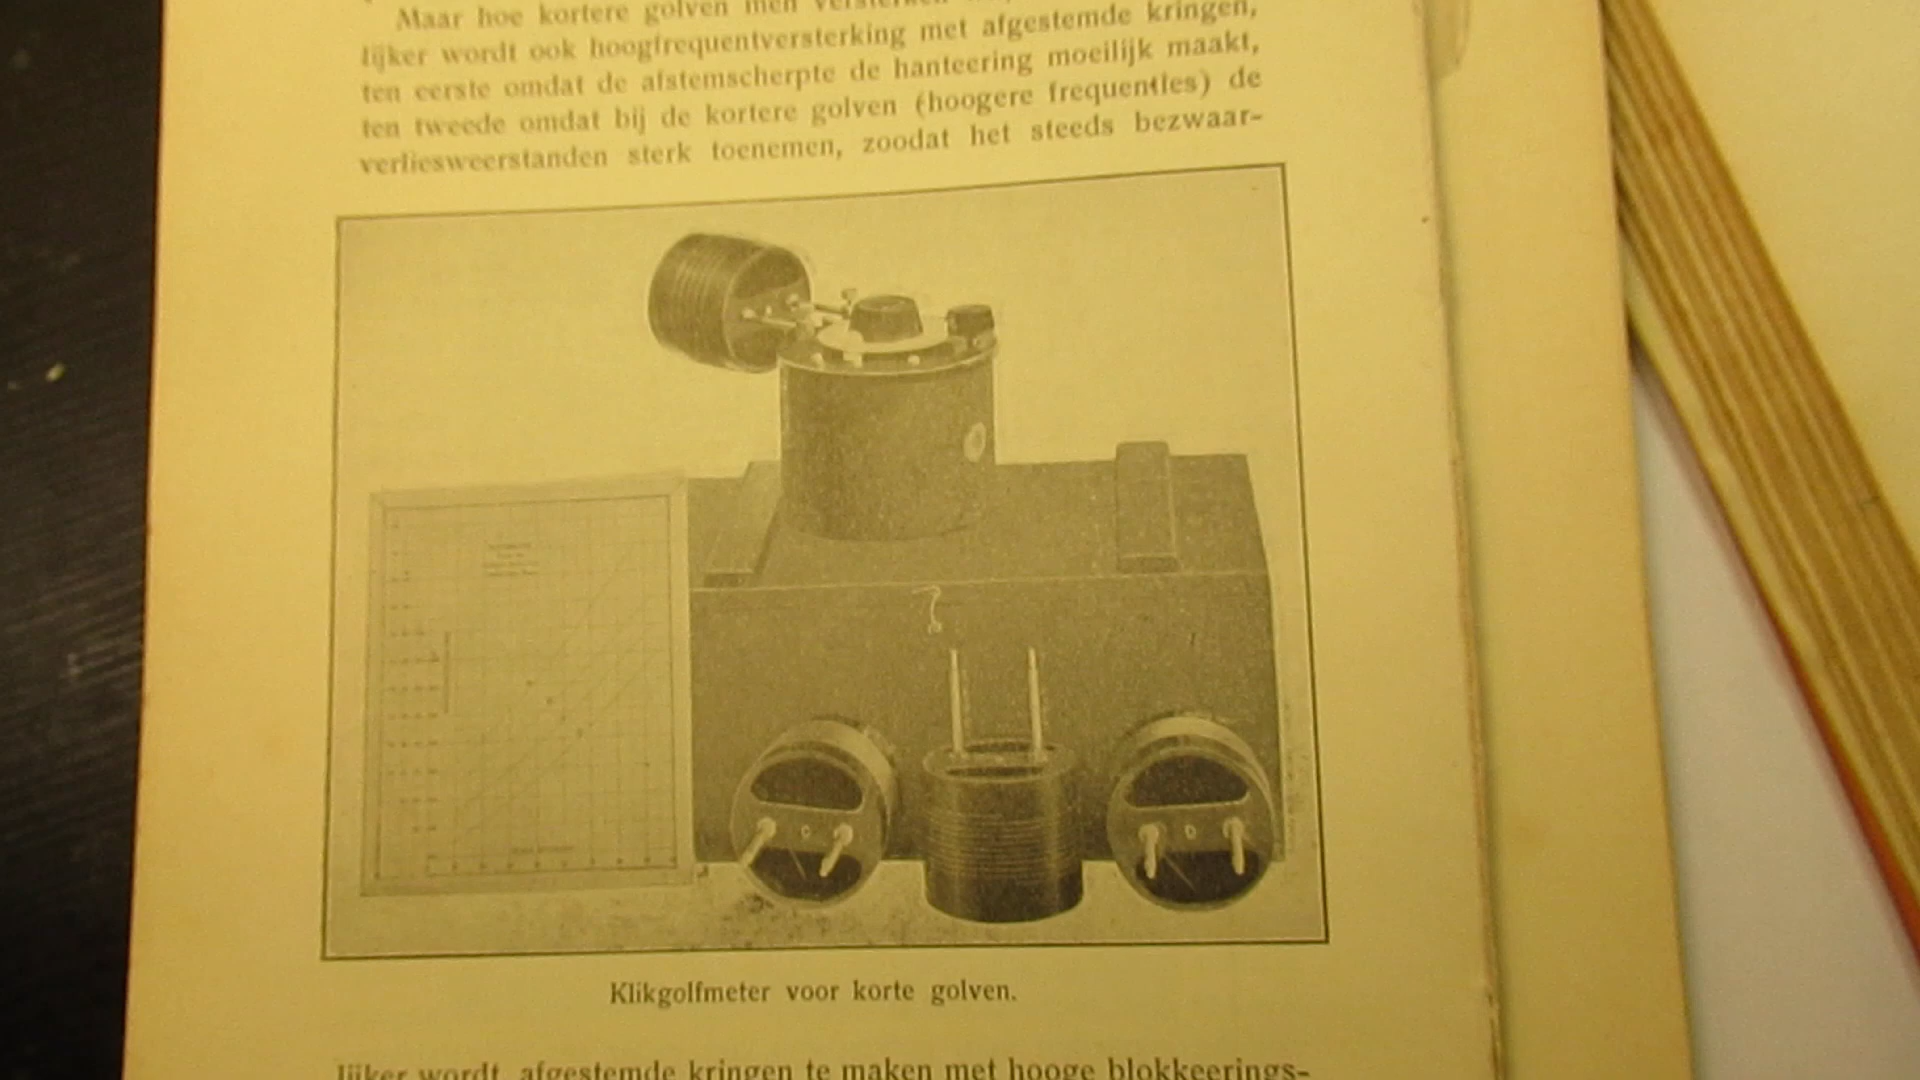 Maar hoe kortere golven men
lijker wordt ook hoogfrequentversterking met afgestemde kringen,
ten eerste omdat de afstemscherpte de hanteering moeilijk maakt,
ten tweede omdat bij de kortere golven (hoogere frequenties) de
verliesweerstanden sterk toenemen, zoodat het steeds bezwaar-
Klikgolfmeter voor korte golven.
lijker wordt, afgestemde kringen te maken met hooge blokkeerings-